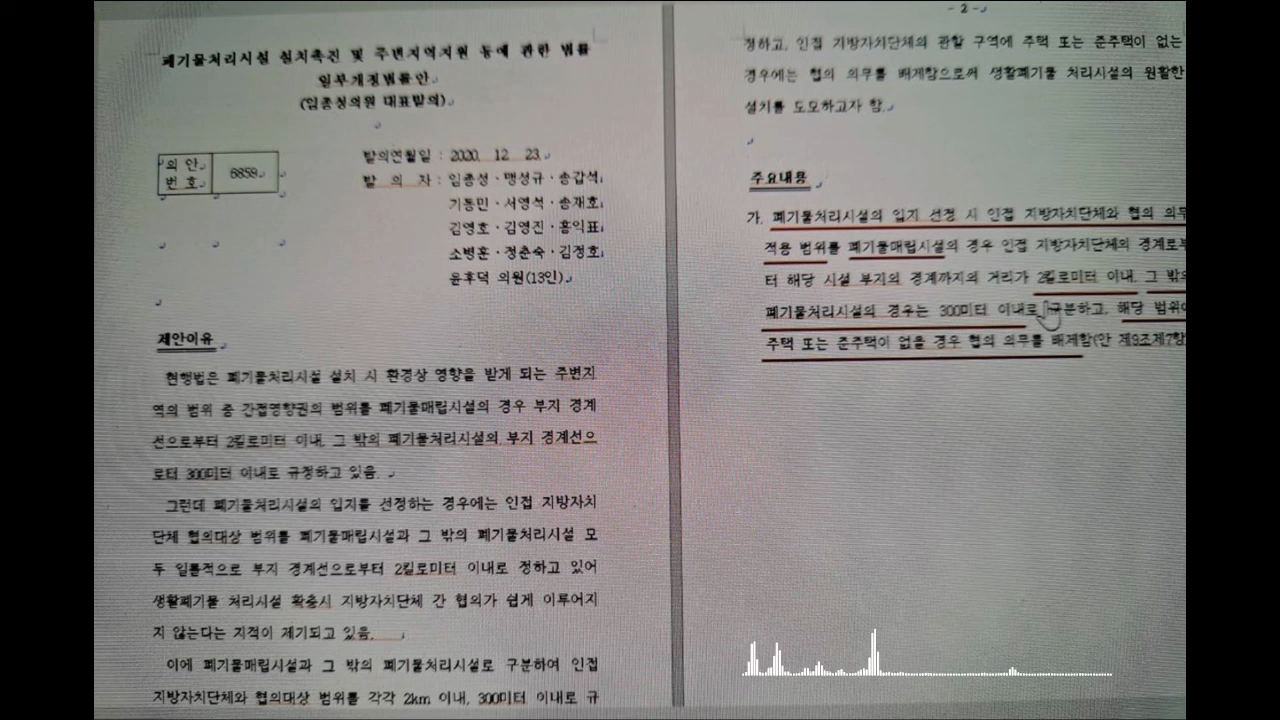 폐기물처리시설 설치촉진 및 주변지역지원 등에 관한 법률
일부개정법률안
(임종성의원 대표발의)
의 안
번 호
6859
발의연월일 : 2020. 12. 23.
발 의 자 : 임종성·맹성규·송갑석
기동민·서영석·송재호
김영호·김영진·홍익표
소병훈·정춘숙·김정호
윤후덕 의원(13인)
제안이유
현행법은 폐기물처리시설 설치 시 환경상 영향을 받게 되는 주변지
역의 범위 중 간접영향권의 범위를 폐기물매립시설의 경우 부지 경계
선으로부터 2킬로미터 이내, 그 밖의 폐기물처리시설의 부지 경계선으
로터 300미터 이내로 규정하고 있음.
그런데 폐기물처리시설의 입지를 선정하는 경우에는 인접 지방자치
단체 협의대상 범위를 폐기물매립시설과 그 밖의 폐기물처리시설 모
두 일률적으로 부지 경계선으로부터 2킬로미터 이내로 정하고 있어
생활폐기물 처리시설 확충시 지방자치단체 간 협의가 쉽게 이루어지
지 않는다는 지적이 제기되고 있음.
이에 폐기물매립시설과 그 밖의 폐기물처리시설로 구분하여 인접
지방자치단체와 협의대상 범위를 각각 2km 이내, 300미터 이내로 규
- 2 -
정하고, 인접 지방자치단체의 관할 구역에 주택 또는 준주택이 없는
경우에는 협의 의무를 배제함으로써 생활폐기물 처리시설의 원활한
설치를 도모하고자 함.
주요내용
가. 폐기물처리시설의 입지 선정 시 인접 지방자치단체와 협의 의무
적용 범위를 폐기물매립시설의 경우 인접 지방자치단체의 경계로부
터 해당 시설 부지의 경계까지의 거리가 2킬로미터 이내, 그 밖의
폐기물처리시설의 경우는 300미터 이내로 구분하고, 해당 범위에
주택 또는 준주택이 없을 경우 협의 의무를 배제함(안 제9조제7항